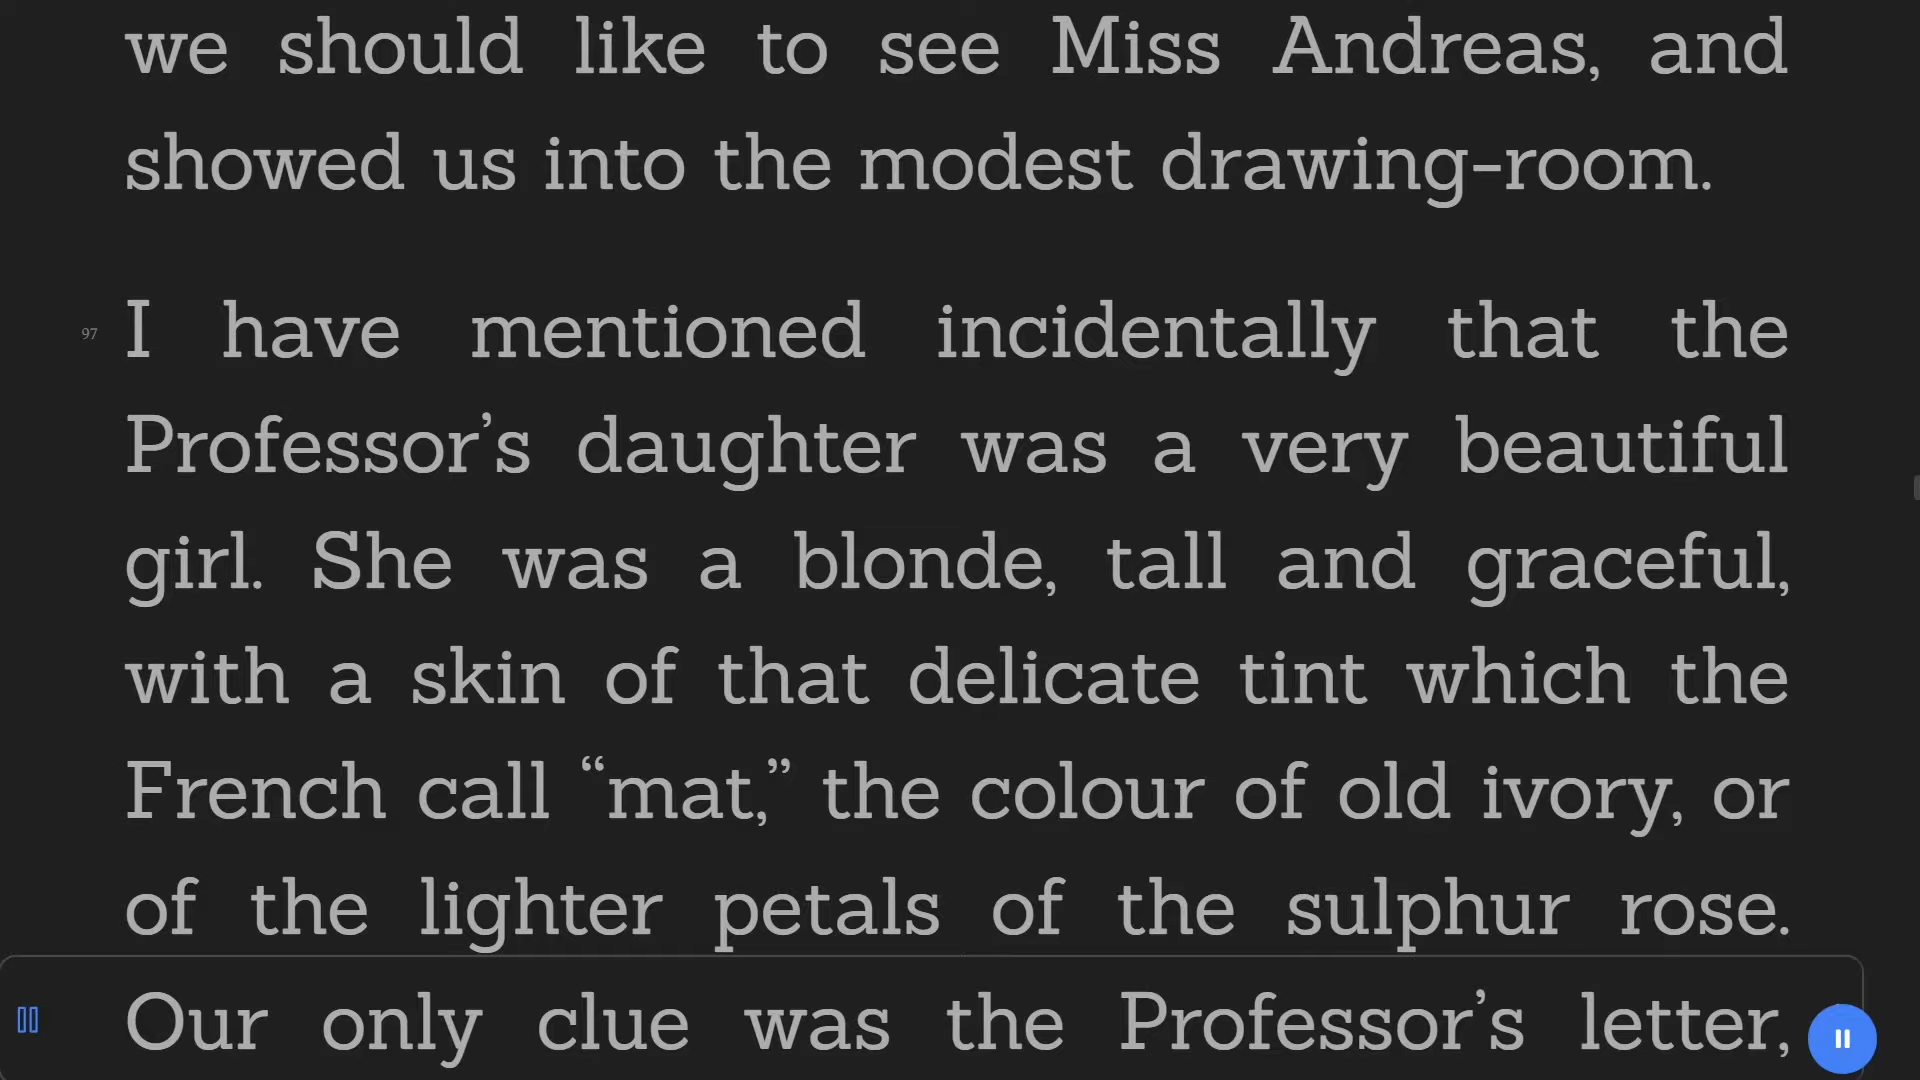 we should like to see Miss Andreas, and
showed us into the modest drawing-room.
97
I have mentioned incidentally that the
Professor’s daughter was a very beautiful
girl. She was a blonde, tall and graceful,
with a skin of that delicate tint which the
French call “mat,” the colour of old ivory, or
of the lighter petals of the sulphur rose.
Our only clue was the Professor’s letter,